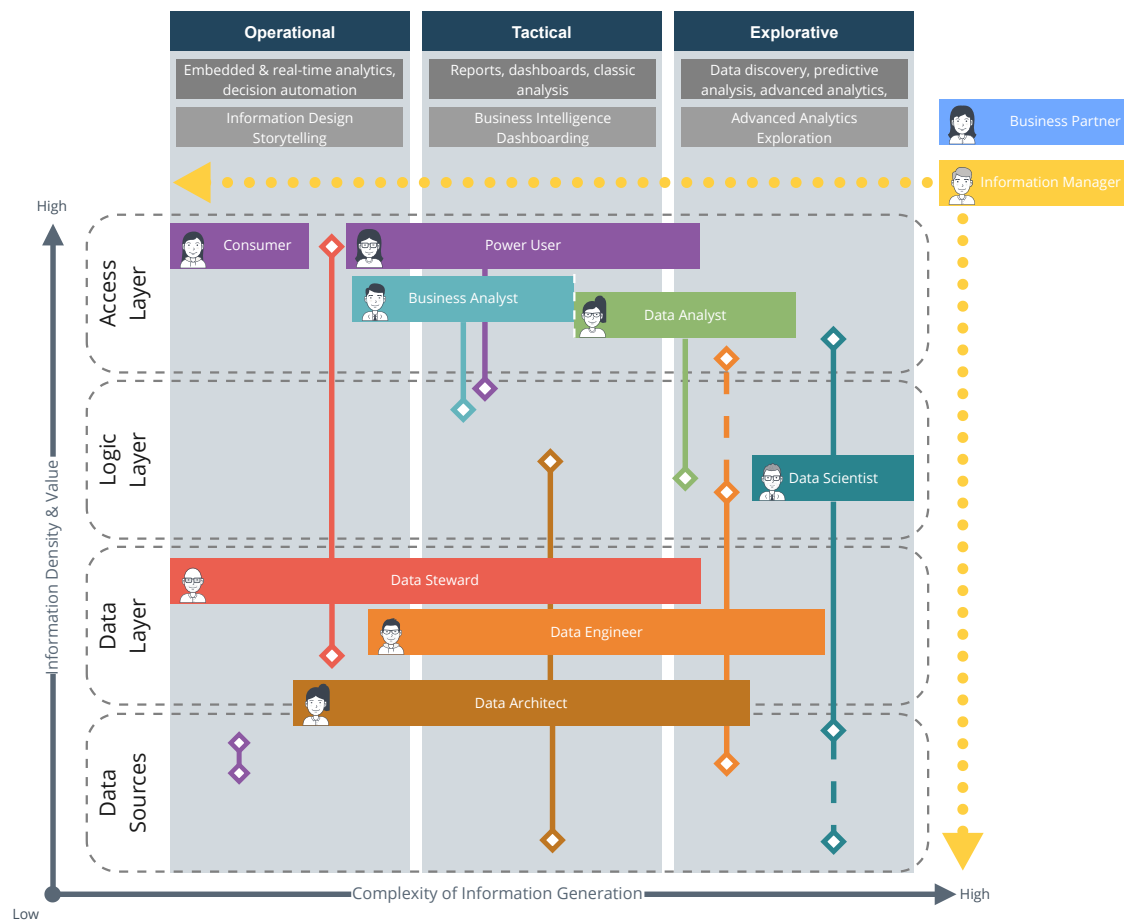 Operational
Tactical
Explorative
Embedded & real-time analytics,
decision automation
Reports, dashboards, classic
analysis
Data discovery, predictive
analysis, advanced analytics,
Information Design
Storytelling
Business Intelligence
Dashboarding
Advanced Analytics
Exploration
Business Partner
Information Manager
High
Access
Layer
Consumer
Power User
Business Analyst
Data Analyst
Logic
Layer
Data Scientist
Information Density & Value
Data
Layer
Data Steward
Data Engineer
Data Architect
Data
Sources
Complexity of Information Generation
High
Low